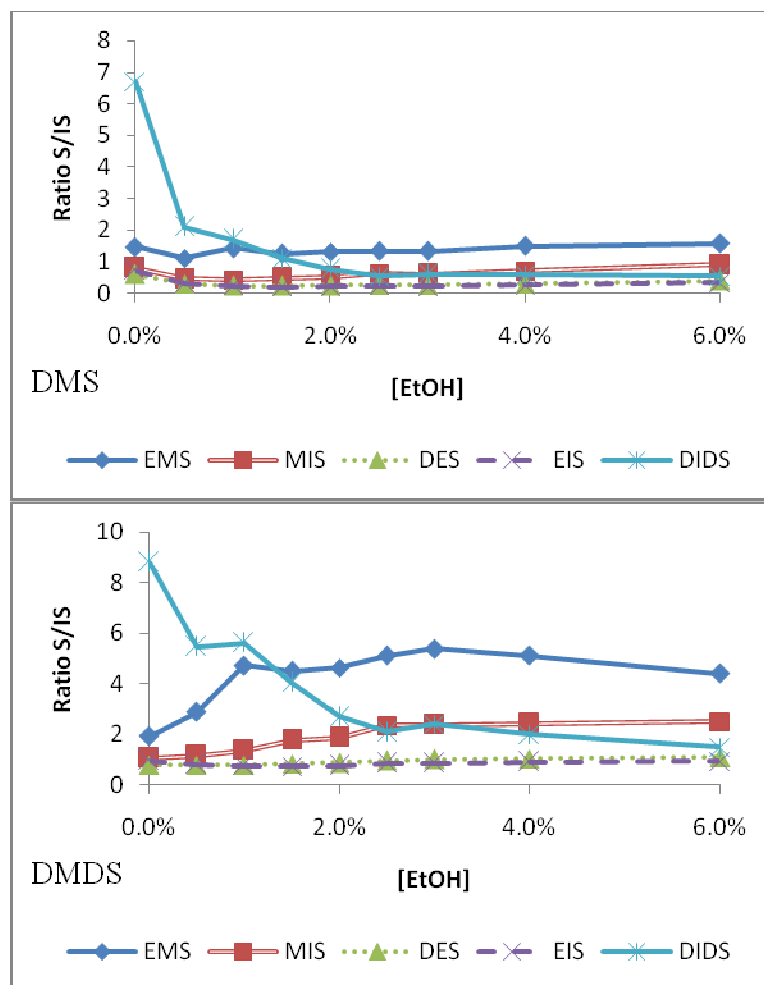 8
7
6
5
4
3
2
1
0
Ratio S/IS
0.0% 2.0% 4.0% 6.0%
DMS
[EtOH]
EMS MIS DES EIS DIDS
10
8
6
4
2
0
Ratio S/IS
0.0% 2.0% 4.0% 6.0%
DMDS
[EtOH]
EMS MIS DES EIS DIDS